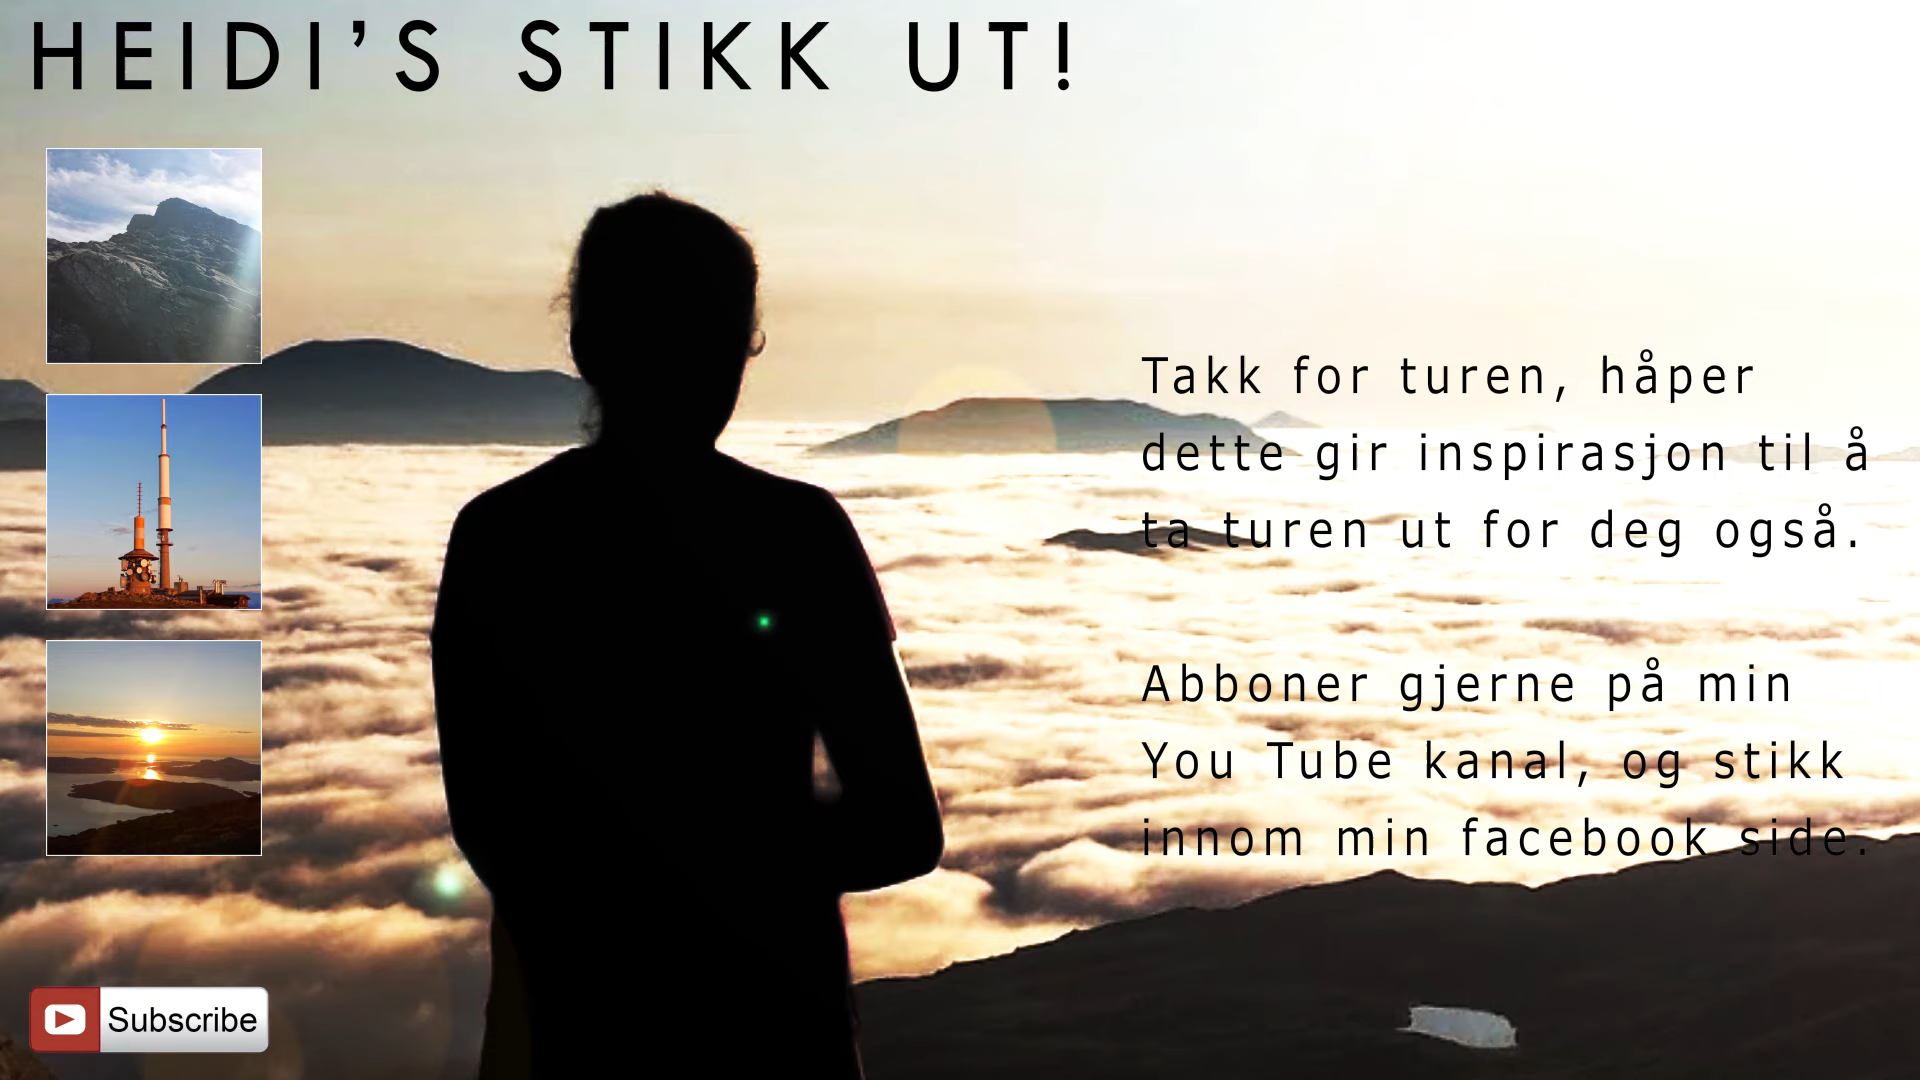 HEIDI’S STIKK UT!
Takk for turen, håper
dette gir inspirasjon til å
ta turen ut for deg også.
Abboner gjerne på min
You Tube kanal, og stikk
innom min facebook side.
Subscribe